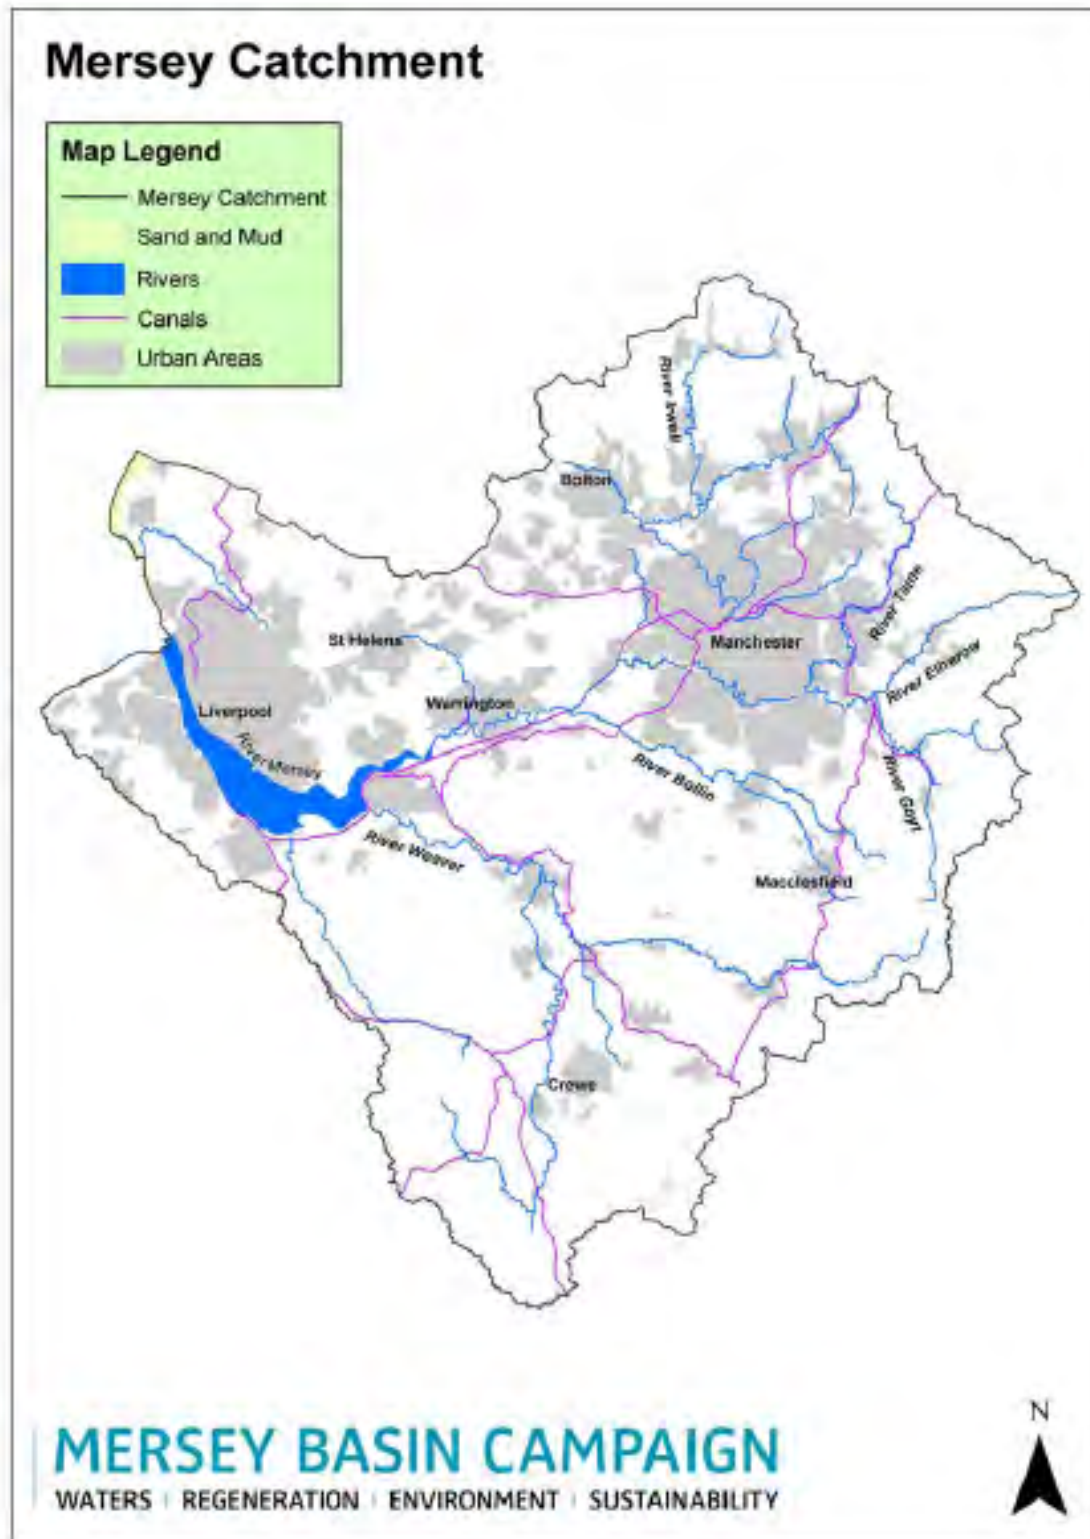 Mersey Catchment
Map Legend
Mersey Catchment
Sand and Mud
Rivers
Canals
Urban Areas
River Irwell
Bolton
River Tame
St Helens
Manchester
River Etherow
Warrington
Liverpool
River Mersey
River Bollin
River Goyt
River Weaver
Macclesfield
Crewe
N
MERSEY BASIN CAMPAIGN
WATERS | REGENERATION | ENVIRONMENT | SUSTAINABILITY